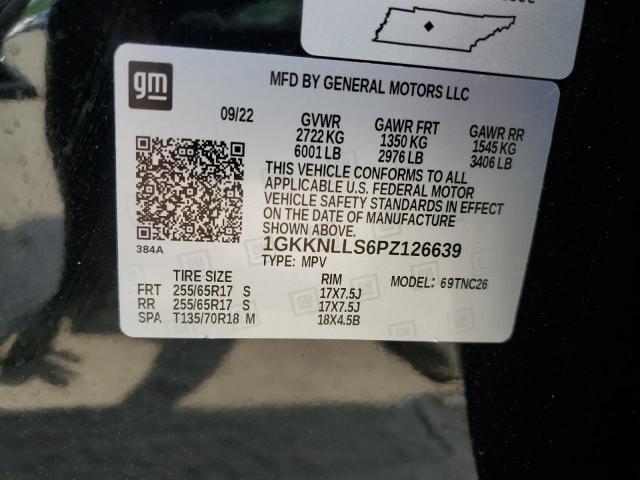 gm
MFD BY GENERAL MOTORS LLC
09/22 GVWR GAWR FRT GAWR RR
2722 KG 1350 KG 1545 KG
6001 LB 2976 LB 3406 LB
THIS VEHICLE CONFORMS TO ALL
APPLICABLE U.S. FEDERAL MOTOR
VEHICLE SAFETY STANDARDS IN EFFECT
ON THE DATE OF MANUFACTURE
SHOWN ABOVE.
384A
1GKKNLLS6PZ126639
TYPE: MPV
MODEL: 69TNC26
TIRE SIZE RIM
FRT 255/65R17 S 17X7.5J
RR 255/65R17 S 17X7.5J
SPA T135/70R18 M 18X4.5B